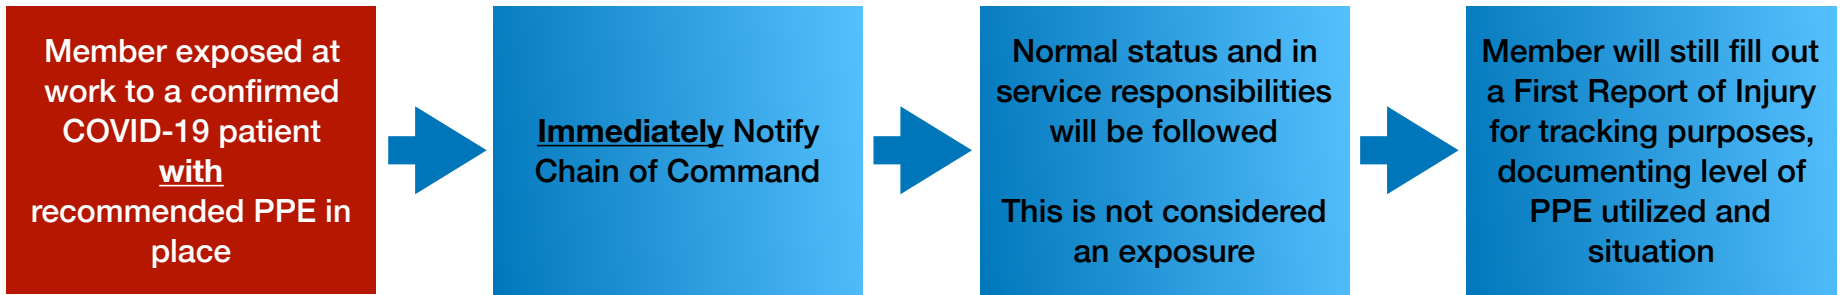 Member exposed at
work to a confirmed
COVID-19 patient
with
recommended PPE in
place
Immediately Notify
Chain of Command
Normal status and in
service responsibilities
will be followed
This is not considered
an exposure
Member will still fill out
a First Report of Injury
for tracking purposes,
documenting level of
PPE utilized and
situation